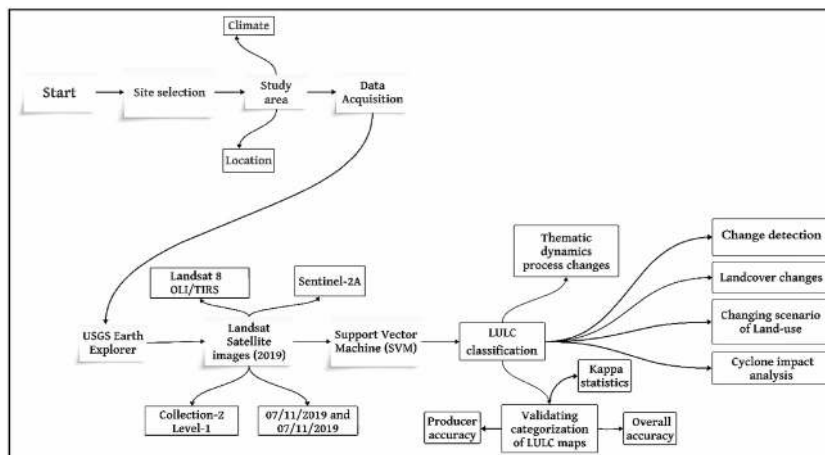 Climate
Start
Site selection
Study
area
Data
Acquisition
Location
Thematic
dynamics
process changes
Change detection
Landsat 8
OLI/TIRS
Sentinel-2A
Landcover changes
USGS Earth
Explorer
Landsat
Satellite
images (2019)
Support Vector
Machine (SVM)
LULC
classification
Changing scenario
of Land-use
Kappa
statistics
Cyclone impact
analysis
Collection-2
Level-1
07/11/2019 and
07/11/2019
Producer
accuracy
Validating
categorization
of LULC maps
Overall
accuracy